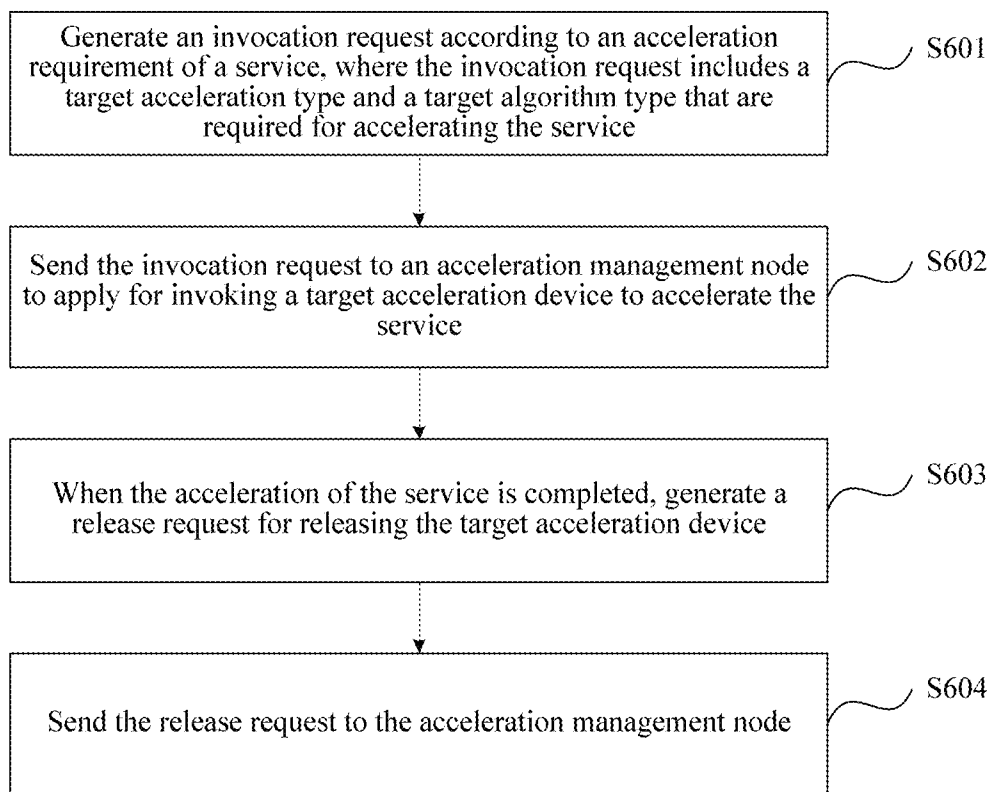 Generate an invocation request according to an acceleration
requirement of a service, where the invocation request includes a
target acceleration type and a target algorithm type that are
required for accelerating the service
S601
Send the invocation request to an acceleration management node
to apply for invoking a target acceleration device to accelerate the
service
S602
When the acceleration of the service is completed, generate a
release request for releasing the target acceleration device
S603
Send the release request to the acceleration management node
S604